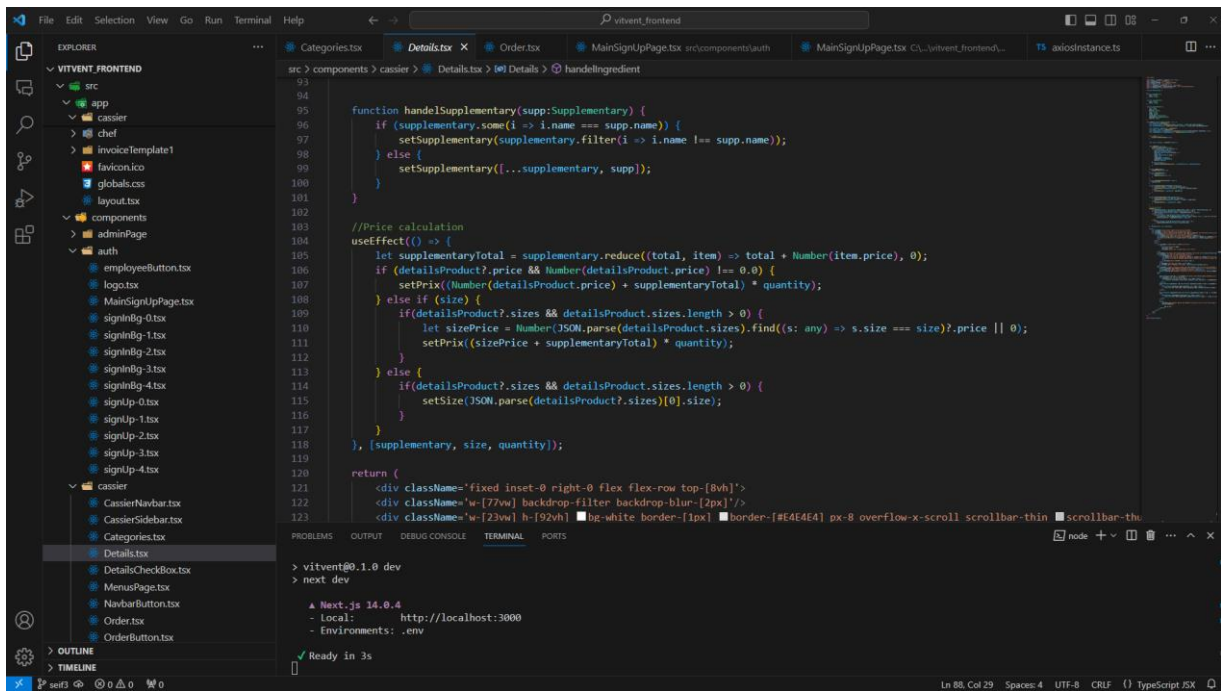 File Edit Selection View Go Run Terminal Help
vitvent_frontend
EXPLORER
Categories.tsx
Details.tsx
Order.tsx
MainSignUpPage.tsx src\components\auth
MainSignUpPage.tsx C:\...\vitvent_frontend\...
TS axiosInstance.ts
VITVENT_FRONTEND
src > components > cassier > Details.tsx > Details > handelIngredient
src
app
cassier
chef
invoiceTemplate1
favicon.ico
globals.css
layout.tsx
components
adminPage
auth
employeeButton.tsx
logo.tsx
MainSignUpPage.tsx
signInBg-0.tsx
signInBg-1.tsx
signInBg-2.tsx
signInBg-3.tsx
signInBg-4.tsx
signUp-0.tsx
signUp-1.tsx
signUp-2.tsx
signUp-3.tsx
signUp-4.tsx
cassier
CassierNavbar.tsx
CassierSidebar.tsx
Categories.tsx
Details.tsx
DetailsCheckBox.tsx
MenusPage.tsx
NavbarButton.tsx
Order.tsx
OrderButton.tsx
OUTLINE
TIMELINE
93
94
95 function handelSupplementary(supp:Supplementary) {
96 if (supplementary.some(i => i.name === supp.name)) {
97 setSupplementary(supplementary.filter(i => i.name !== supp.name));
98 } else {
99 setSupplementary([...supplementary, supp]);
100 }
101 }
102
103 //Price calculation
104 useEffect(() => {
105 let supplementaryTotal = supplementary.reduce((total, item) => total + Number(item.price), 0);
106 if (detailsProduct?.price && Number(detailsProduct.price) !== 0.0) {
107 setPrix((Number(detailsProduct.price) + supplementaryTotal) * quantity);
108 } else if (size) {
109 if(detailsProduct?.sizes && detailsProduct.sizes.length > 0) {
110 let sizePrice = Number(JSON.parse(detailsProduct.sizes).find((s: any) => s.size === size)?.price || 0);
111 setPrix((sizePrice + supplementaryTotal) * quantity);
112 }
113 } else {
114 if(detailsProduct?.sizes && detailsProduct.sizes.length > 0) {
115 setSize(JSON.parse(detailsProduct?.sizes)[0].size);
116 }
117 }
118 }, [supplementary, size, quantity]);
119
120 return (
121 <div className='fixed inset-0 right-0 flex flex-row top-[8vh]'>
122 <div className='w-[77vw] backdrop-filter backdrop-blur-[2px]'/>
123 <div className='w-[23vw] h-[92vh] bg-white border-[1px] border-[#E4E4E4] px-8 overflow-x-scroll scrollbar-thin scrollbar-thu
PROBLEMS OUTPUT DEBUG CONSOLE TERMINAL PORTS
node
> vitvent@0.1.0 dev
> next dev
▲ Next.js 14.0.4
- Local: http://localhost:3000
- Environments: .env
✓ Ready in 3s
seif3 0 0 0 Ln 88, Col 29 Spaces: 4 UTF-8 CRLF {} TypeScript JSX